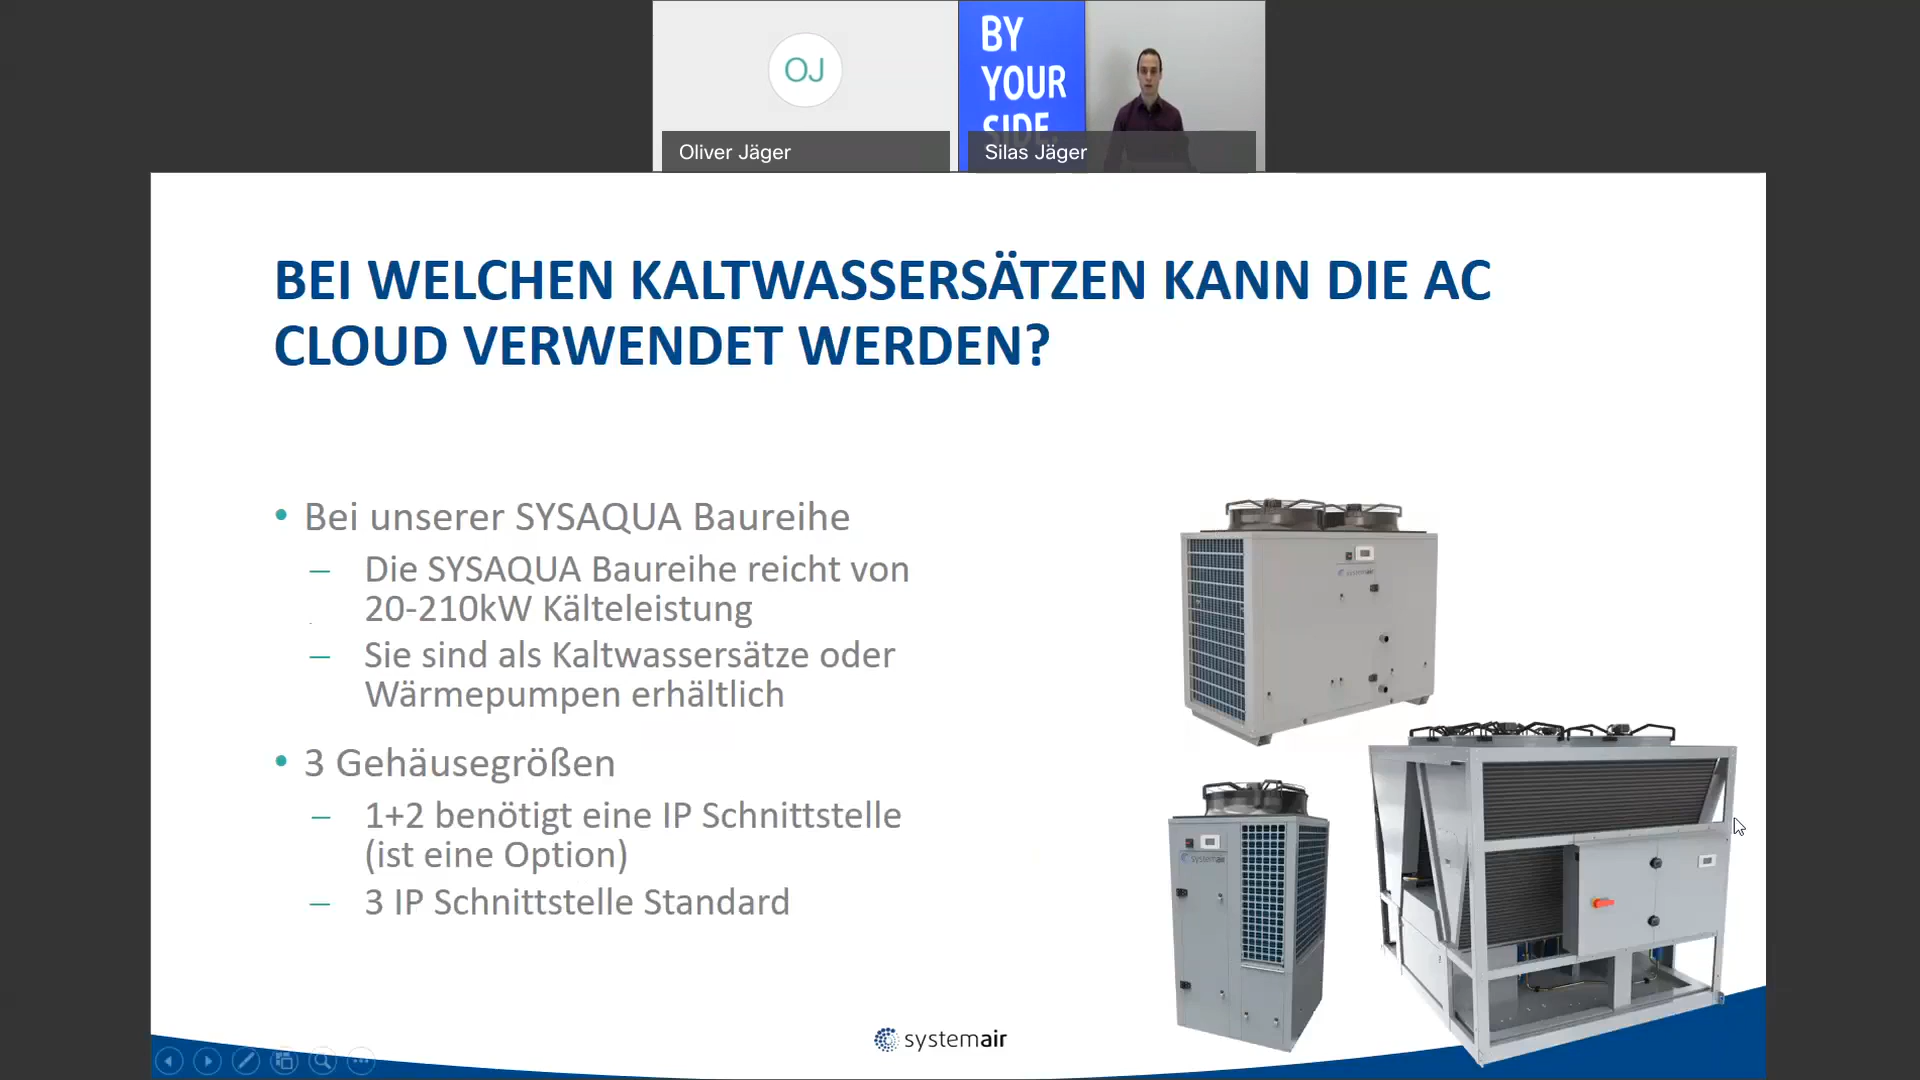 OJ
Oliver Jäger
BY
YOUR
SIDE.
Silas Jäger
BEI WELCHEN KALTWASSERSÄTZEN KANN DIE AC
CLOUD VERWENDET WERDEN?
• Bei unserer SYSAQUA Baureihe
– Die SYSAQUA Baureihe reicht von
20-210kW Kälteleistung
– Sie sind als Kaltwassersätze oder
Wärmepumpen erhältlich
• 3 Gehäusegrößen
– 1+2 benötigt eine IP Schnittstelle
(ist eine Option)
– 3 IP Schnittstelle Standard
systemair
systemair
systemair